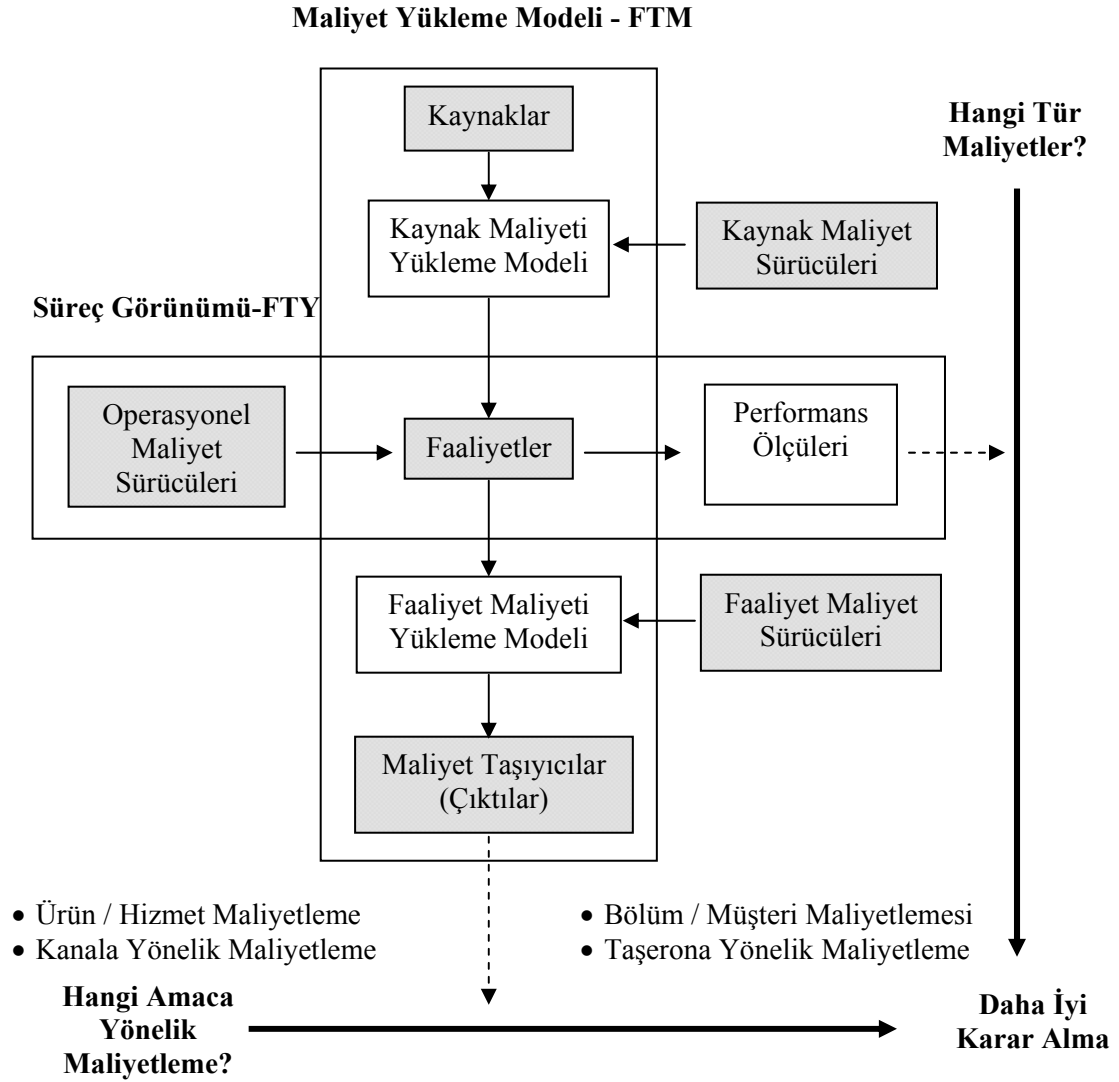 Maliyet Yükleme Modeli - FTM
Kaynaklar
Hangi Tür
Maliyetler?
Kaynak Maliyeti
Yükleme Modeli
Kaynak Maliyet
Sürücüleri
Süreç Görünümü-FTY
Operasyonel
Maliyet
Sürücüleri
Faaliyetler
Performans
Ölçüleri
Faaliyet Maliyeti
Yükleme Modeli
Faaliyet Maliyet
Sürücüleri
Maliyet Taşıyıcılar
(Çıktılar)
• Ürün / Hizmet Maliyetleme
• Kanala Yönelik Maliyetleme
• Bölüm / Müşteri Maliyetlemesi
• Taşerona Yönelik Maliyetleme
Hangi Amaca
Yönelik
Maliyetleme?
Daha İyi
Karar Alma